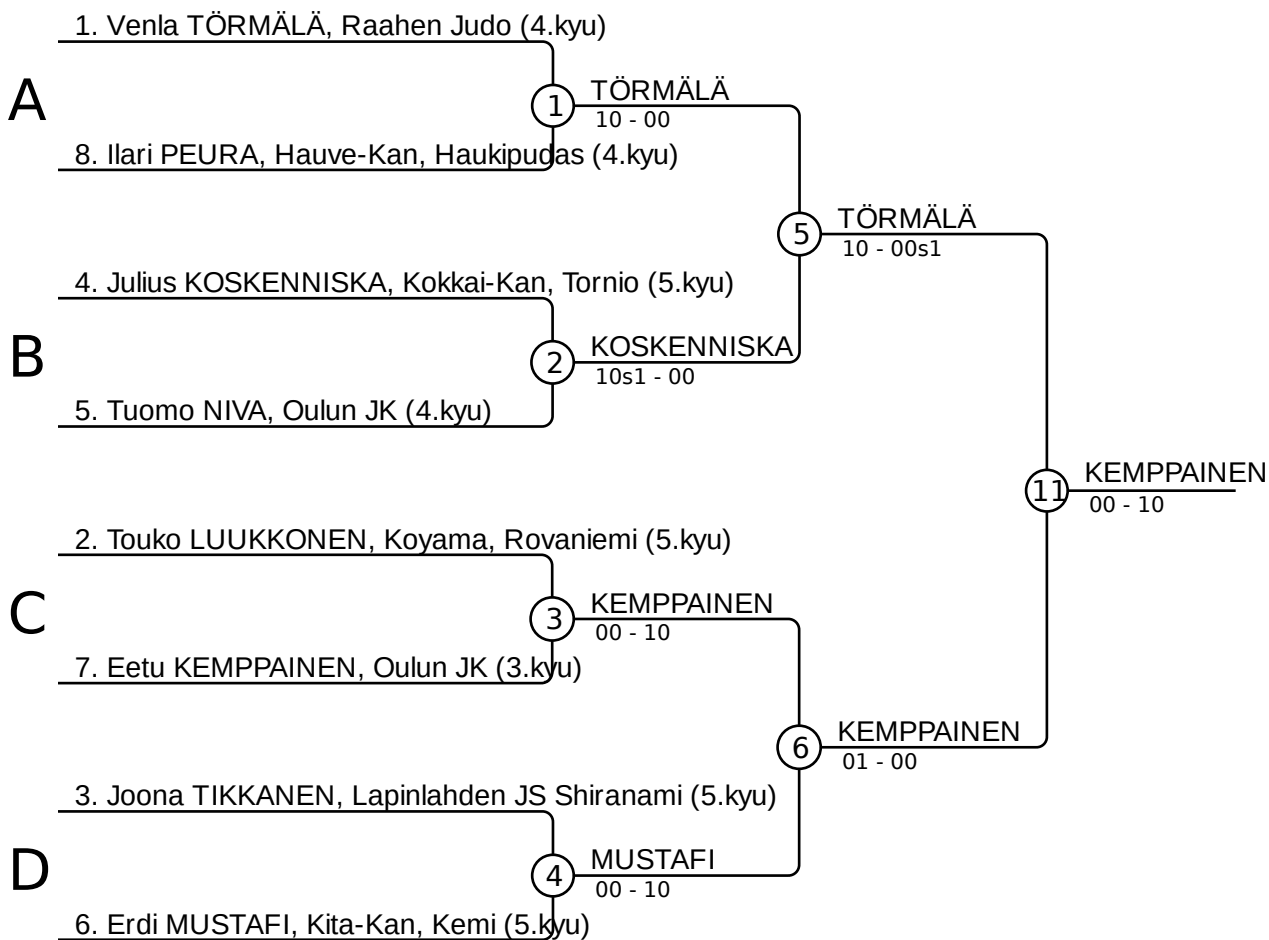 1. Venla TÖRMÄLÄ, Raahen Judo (4.kyu)
A
1
TÖRMÄLÄ
10 - 00
8. Ilari PEURA, Hauve-Kan, Haukipudas (4.kyu)
5
TÖRMÄLÄ
10 - 00s1
4. Julius KOSKENNISKA, Kokkai-Kan, Tornio (5.kyu)
B
2
KOSKENNISKA
10s1 - 00
5. Tuomo NIVA, Oulun JK (4.kyu)
11
KEMPPAINEN
00 - 10
2. Touko LUUKKONEN, Koyama, Rovaniemi (5.kyu)
C
3
KEMPPAINEN
00 - 10
7. Eetu KEMPPAINEN, Oulun JK (3.kyu)
6
KEMPPAINEN
01 - 00
3. Joona TIKKANEN, Lapinlahden JS Shiranami (5.kyu)
D
4
MUSTAFI
00 - 10
6. Erdi MUSTAFI, Kita-Kan, Kemi (5.kyu)